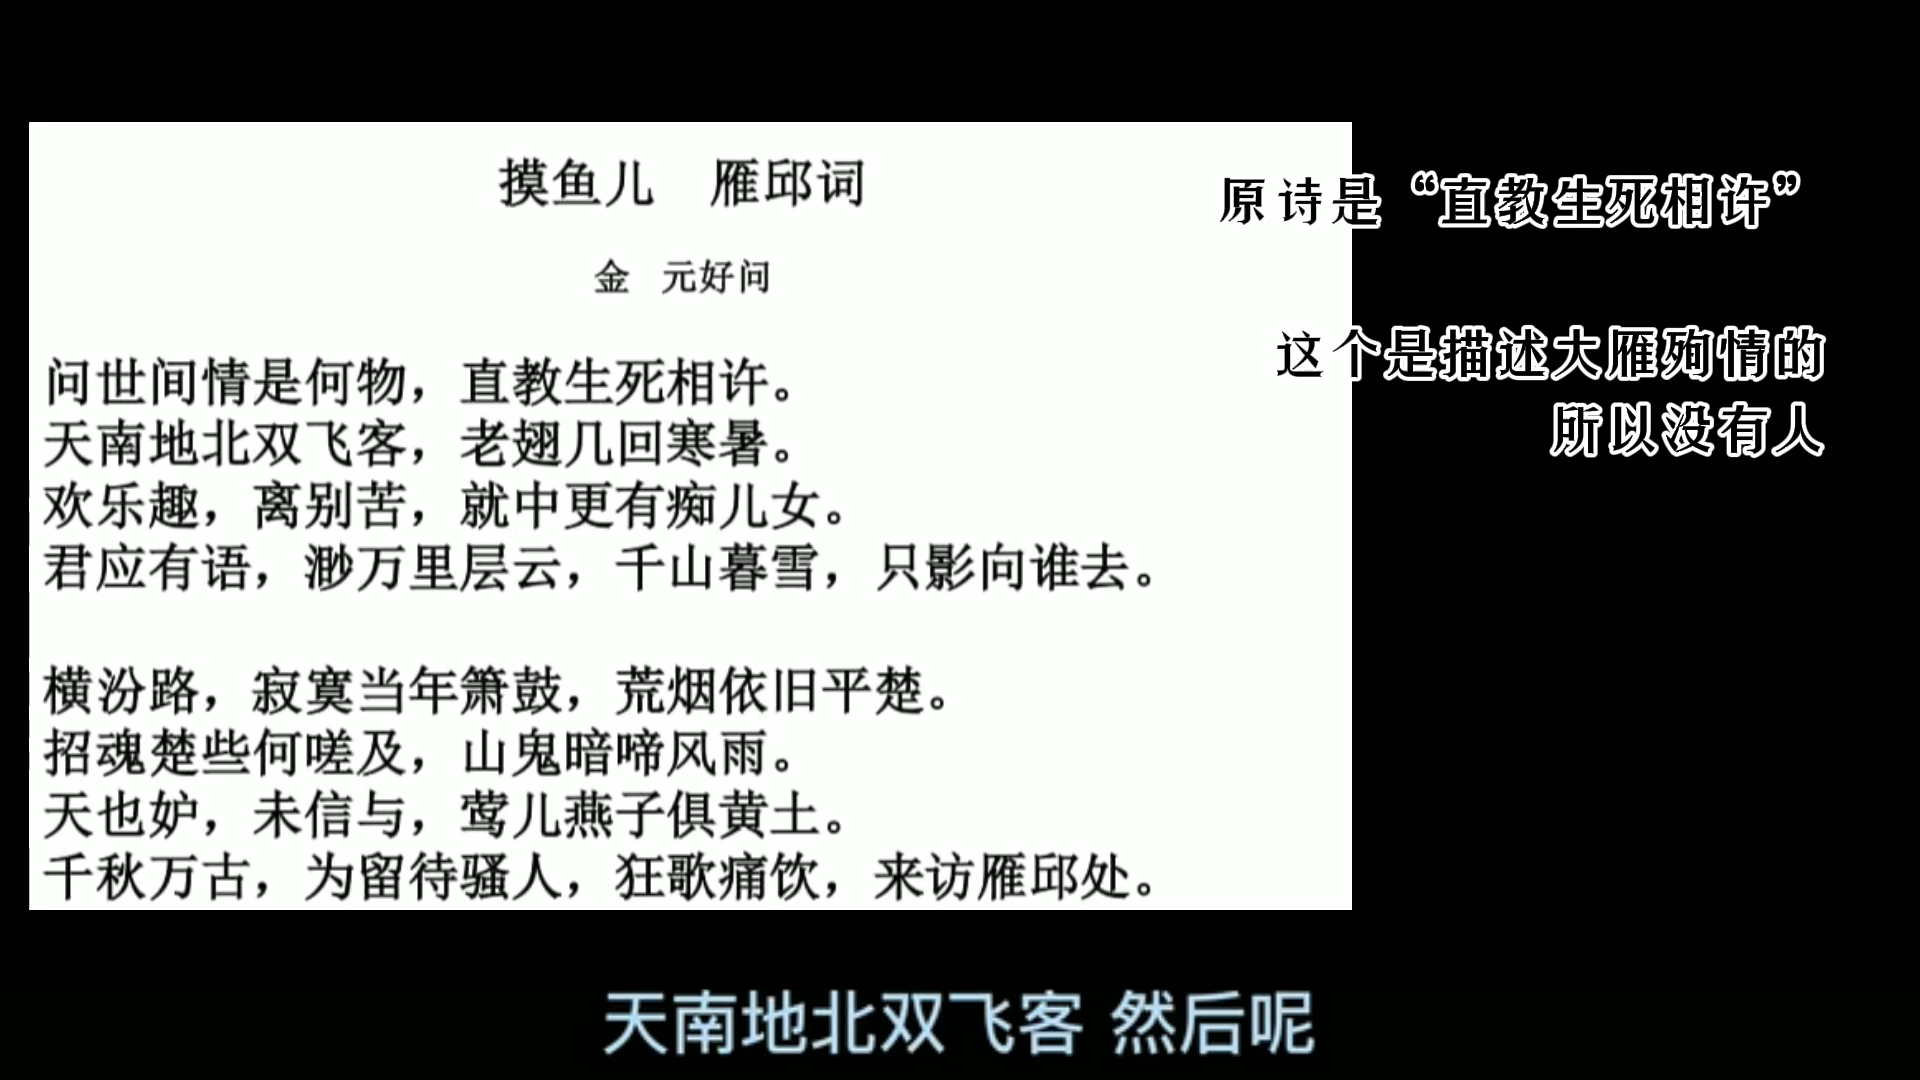 摸鱼儿 雁邱词
金 元好问
问世间情是何物，直教生死相许。
天南地北双飞客，老翅几回寒暑。
欢乐趣，离别苦，就中更有痴儿女。
君应有语，渺万里层云，千山暮雪，只影向谁去。
横汾路，寂寞当年箫鼓，荒烟依旧平楚。
招魂楚些何嗟及，山鬼暗啼风雨。
天也妒，未信与，莺儿燕子俱黄土。
千秋万古，为留待骚人，狂歌痛饮，来访雁邱处。
原诗是“直教生死相许”
这个是描述大雁殉情的
所以没有人
天南地北双飞客 然后呢